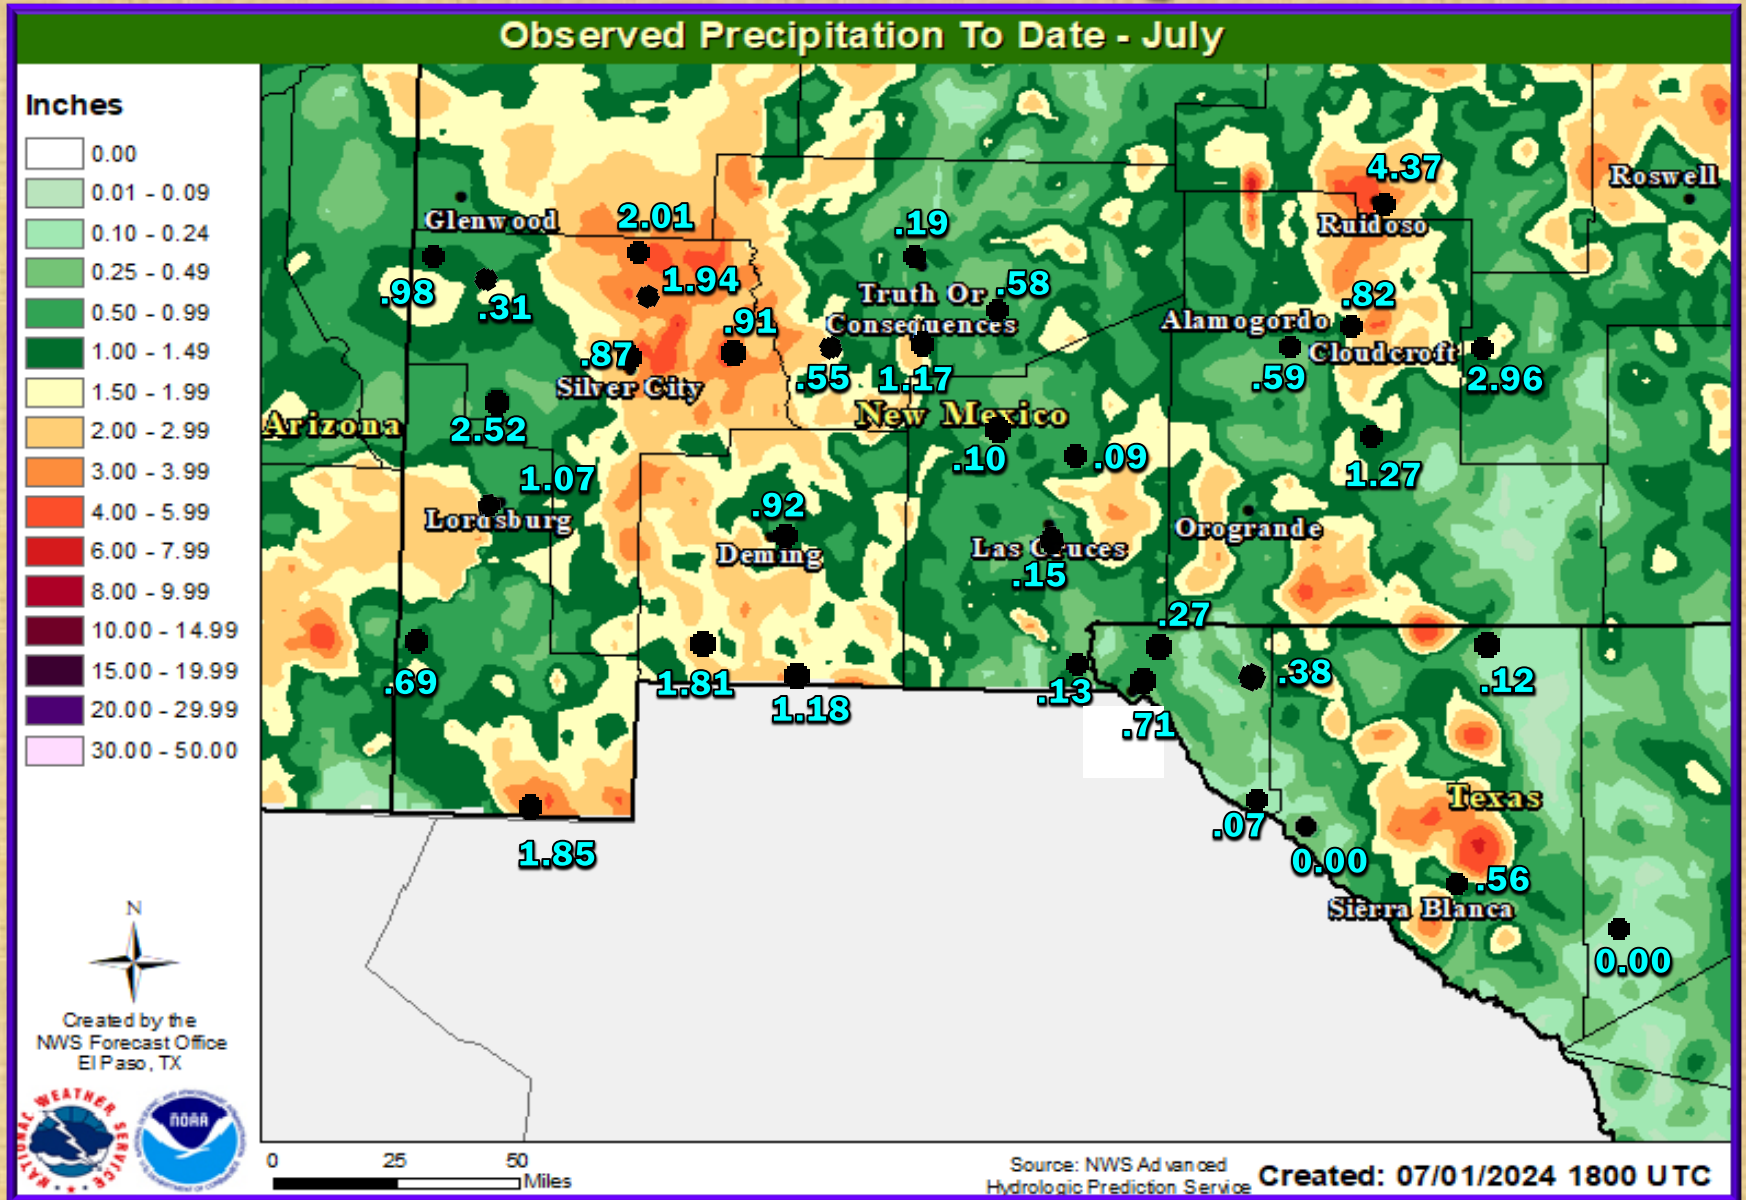 Observed Precipitation To Date - July
Inches
0.00
0.01 - 0.09
0.10 - 0.24
0.25 - 0.49
0.50 - 0.99
1.00 - 1.49
1.50 - 1.99
2.00 - 2.99
3.00 - 3.99
4.00 - 5.99
6.00 - 7.99
8.00 - 9.99
10.00 - 14.99
15.00 - 19.99
20.00 - 29.99
30.00 - 50.00
4.37
Roswell
Glenwood
2.01
.19
Ruidoso
.98
.31
1.94
Truth Or
Consequences
.58
.82
.91
Alamogordo
.87
Silver City
.55
1.17
.59
Cloudcroft
2.96
Arizona
2.52
New Mexico
.10
.09
1.27
1.07
Lordsburg
.92
Deming
Las Cruces
.15
Orogrande
.27
.69
1.81
1.18
.13
.71
.38
.12
Texas
.07
0.00
1.85
.56
Sierra Blanca
0.00
N
Created by the
NWS Forecast Office
El Paso, TX
NATIONAL WEATHER SERVICE
NOAA
0 25 50
Miles
Source: NWS Advanced
Hydrologic Prediction Service
Created: 07/01/2024 1800 UTC